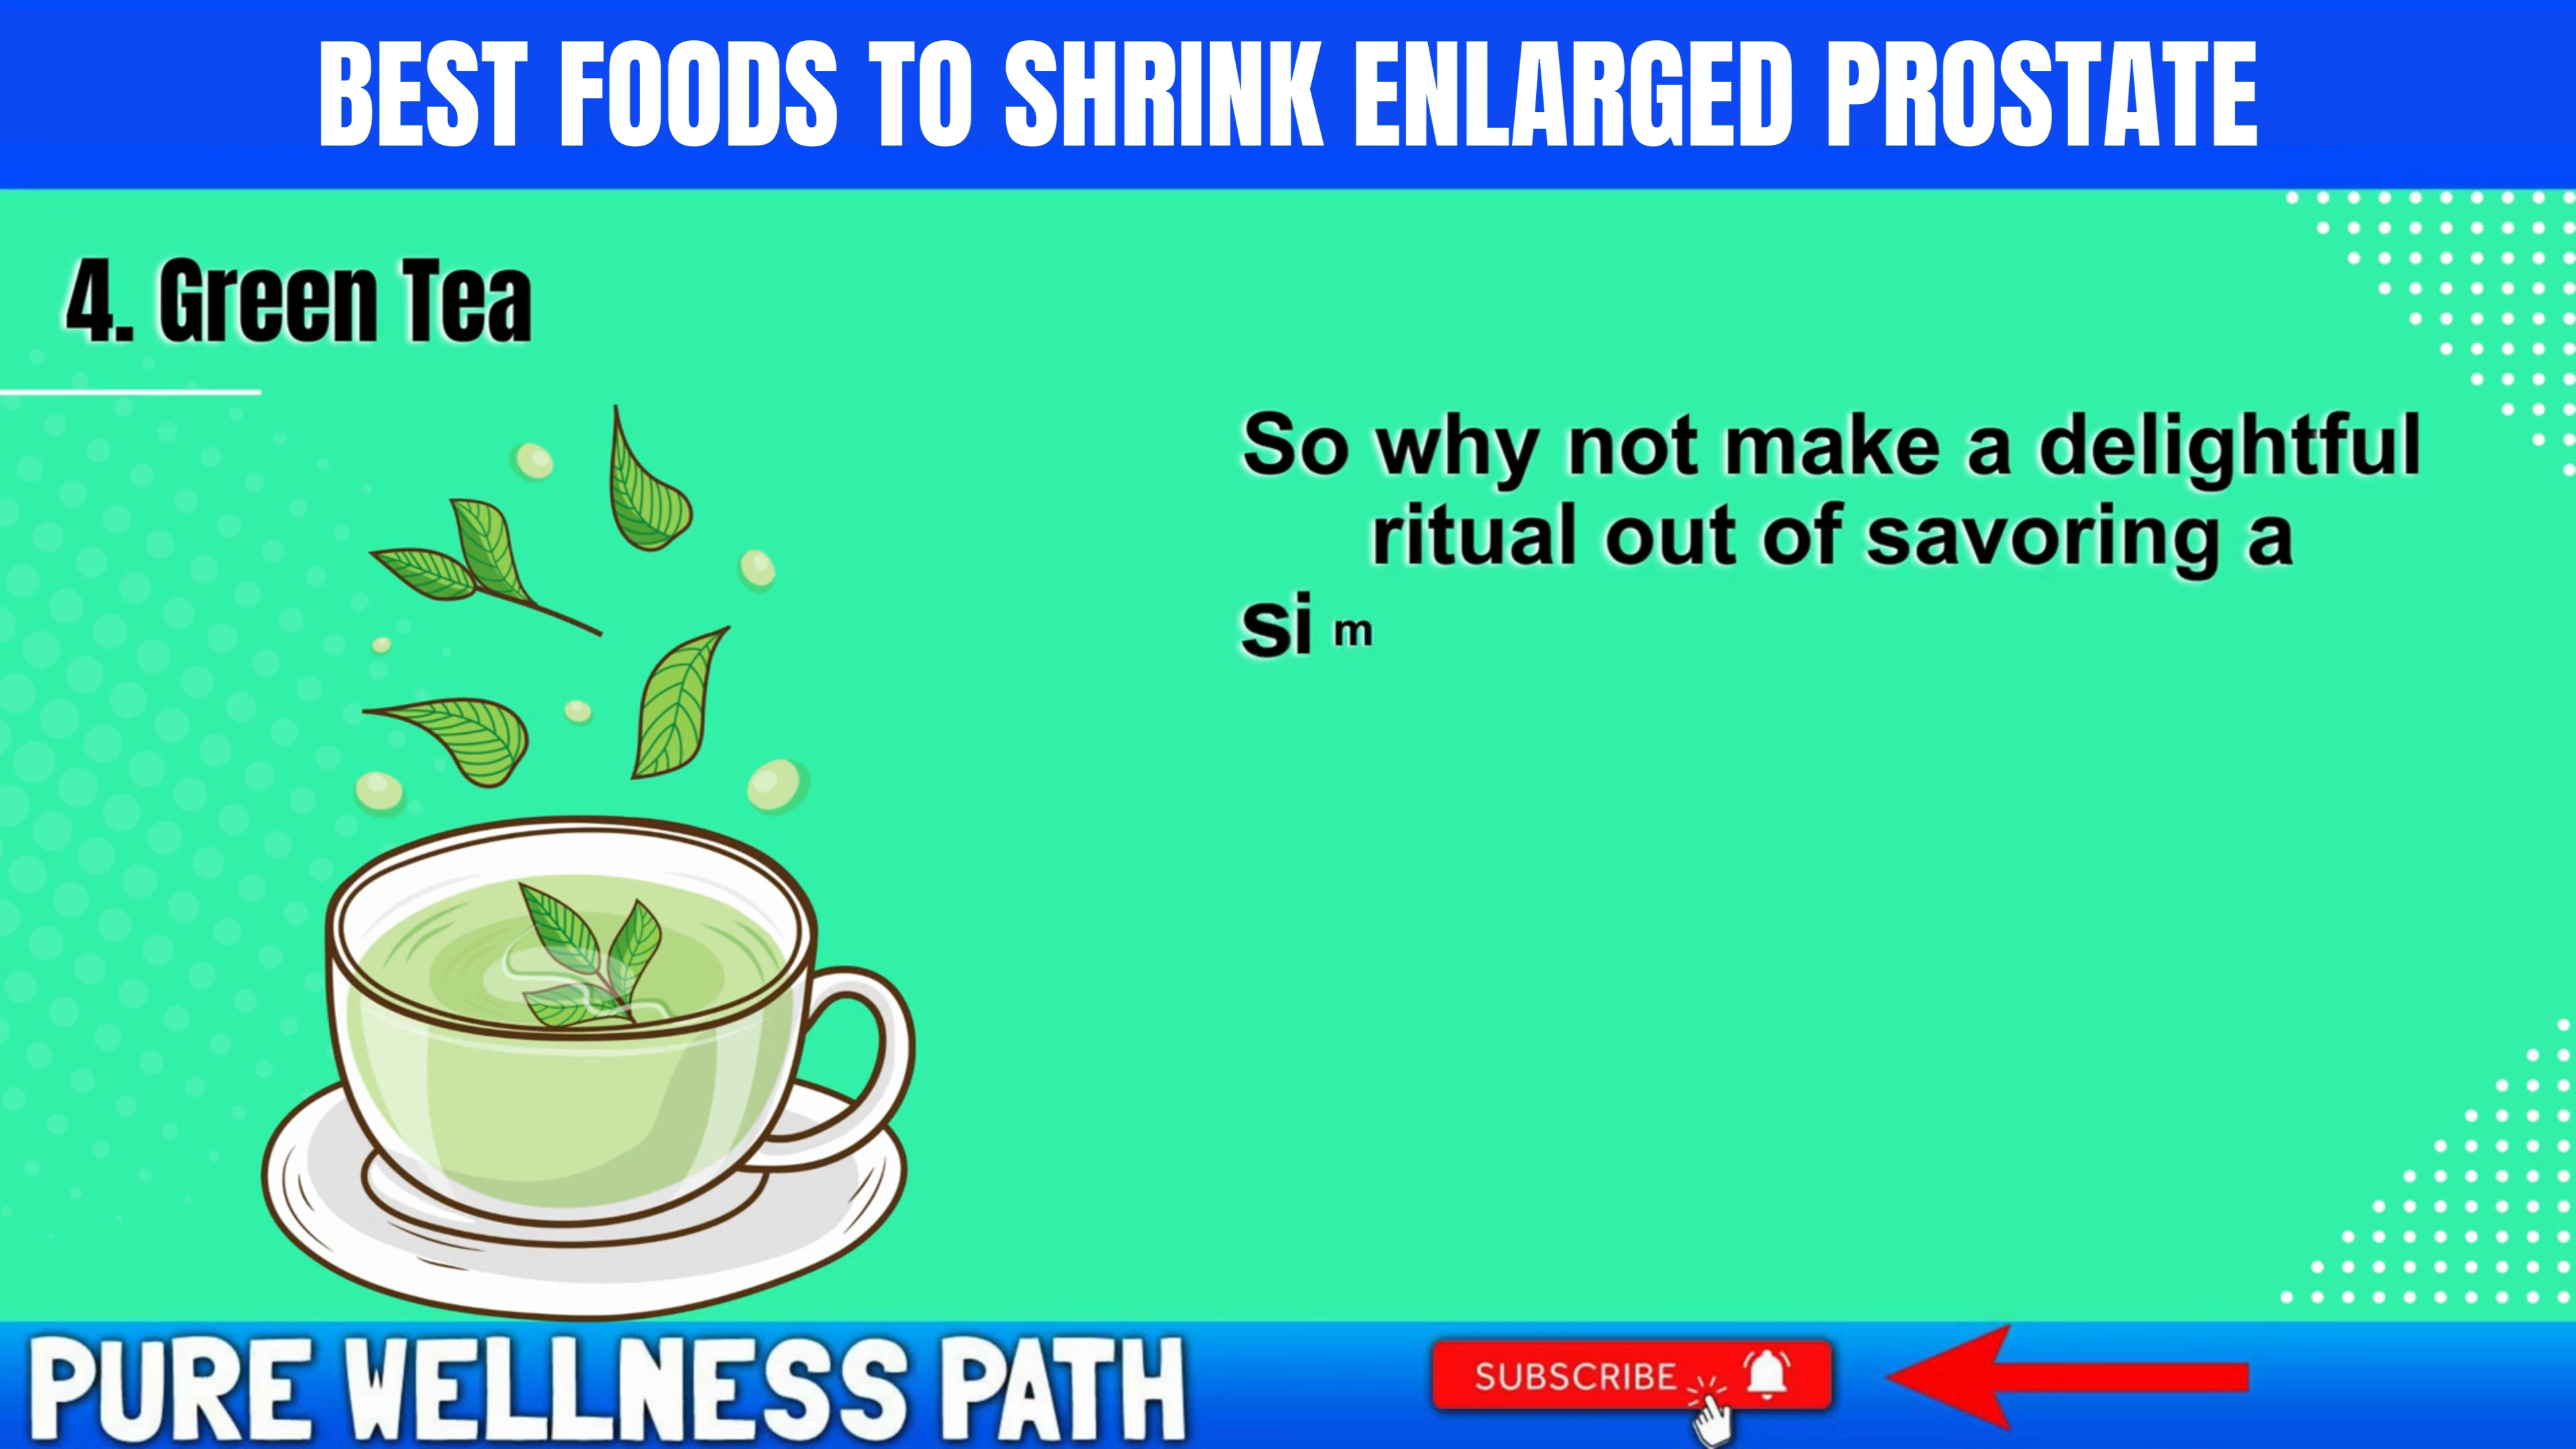 BEST FOODS TO SHRINK ENLARGED PROSTATE
4. Green Tea
So why not make a delightful
ritual out of savoring a
sim
PURE WELLNESS PATH
SUBSCRIBE